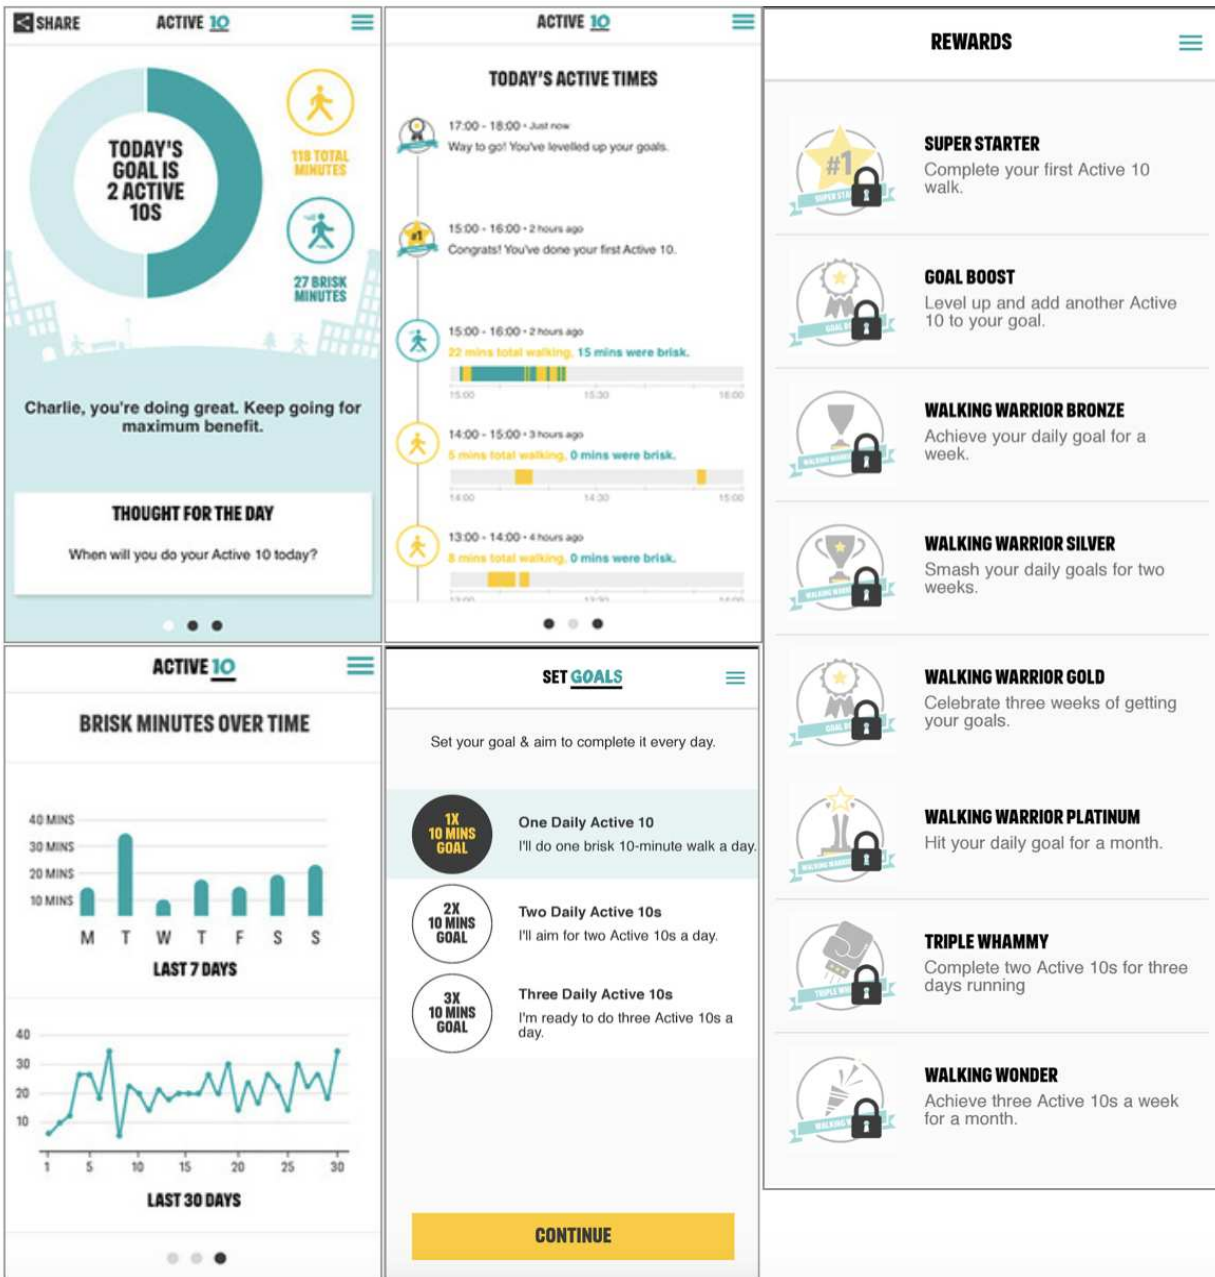 SHARE
ACTIVE 10
TODAY'S
GOAL IS
2 ACTIVE
10S
118 TOTAL
MINUTES
27 BRISK
MINUTES
Charlie, you're doing great. Keep going for
maximum benefit.
THOUGHT FOR THE DAY
When will you do your Active 10 today?
ACTIVE 10
TODAY'S ACTIVE TIMES
17:00 - 18:00 • Just now
Way to go! You've levelled up your goals.
#1
15:00 - 16:00 • 2 hours ago
Congrats! You've done your first Active 10.
15:00 - 16:00 • 2 hours ago
22 mins total walking, 15 mins were brisk.
15:00 15:30 16:00
14:00 - 15:00 • 3 hours ago
5 mins total walking, 0 mins were brisk.
14:00 14:30 15:00
13:00 - 14:00 • 4 hours ago
8 mins total walking, 0 mins were brisk.
13:00 13:30 14:00
ACTIVE 10
BRISK MINUTES OVER TIME
40 MINS
30 MINS
20 MINS
10 MINS
M T W T F S S
LAST 7 DAYS
40
30
20
10
1 5 10 15 20 25 30
LAST 30 DAYS
SET GOALS
Set your goal & aim to complete it every day.
1X
10 MINS
GOAL
One Daily Active 10
I'll do one brisk 10-minute walk a day.
2X
10 MINS
GOAL
Two Daily Active 10s
I'll aim for two Active 10s a day.
3X
10 MINS
GOAL
Three Daily Active 10s
I'm ready to do three Active 10s a
day.
CONTINUE
REWARDS
#1
SUPER STARTER
Complete your first Active 10
walk.
GOAL BOOST
Level up and add another Active
10 to your goal.
WALKING WARRIOR BRONZE
Achieve your daily goal for a
week.
WALKING WARRIOR SILVER
Smash your daily goals for two
weeks.
WALKING WARRIOR GOLD
Celebrate three weeks of getting
your goals.
WALKING WARRIOR PLATINUM
Hit your daily goal for a month.
TRIPLE WHAMMY
Complete two Active 10s for three
days running
WALKING WONDER
Achieve three Active 10s a week
for a month.